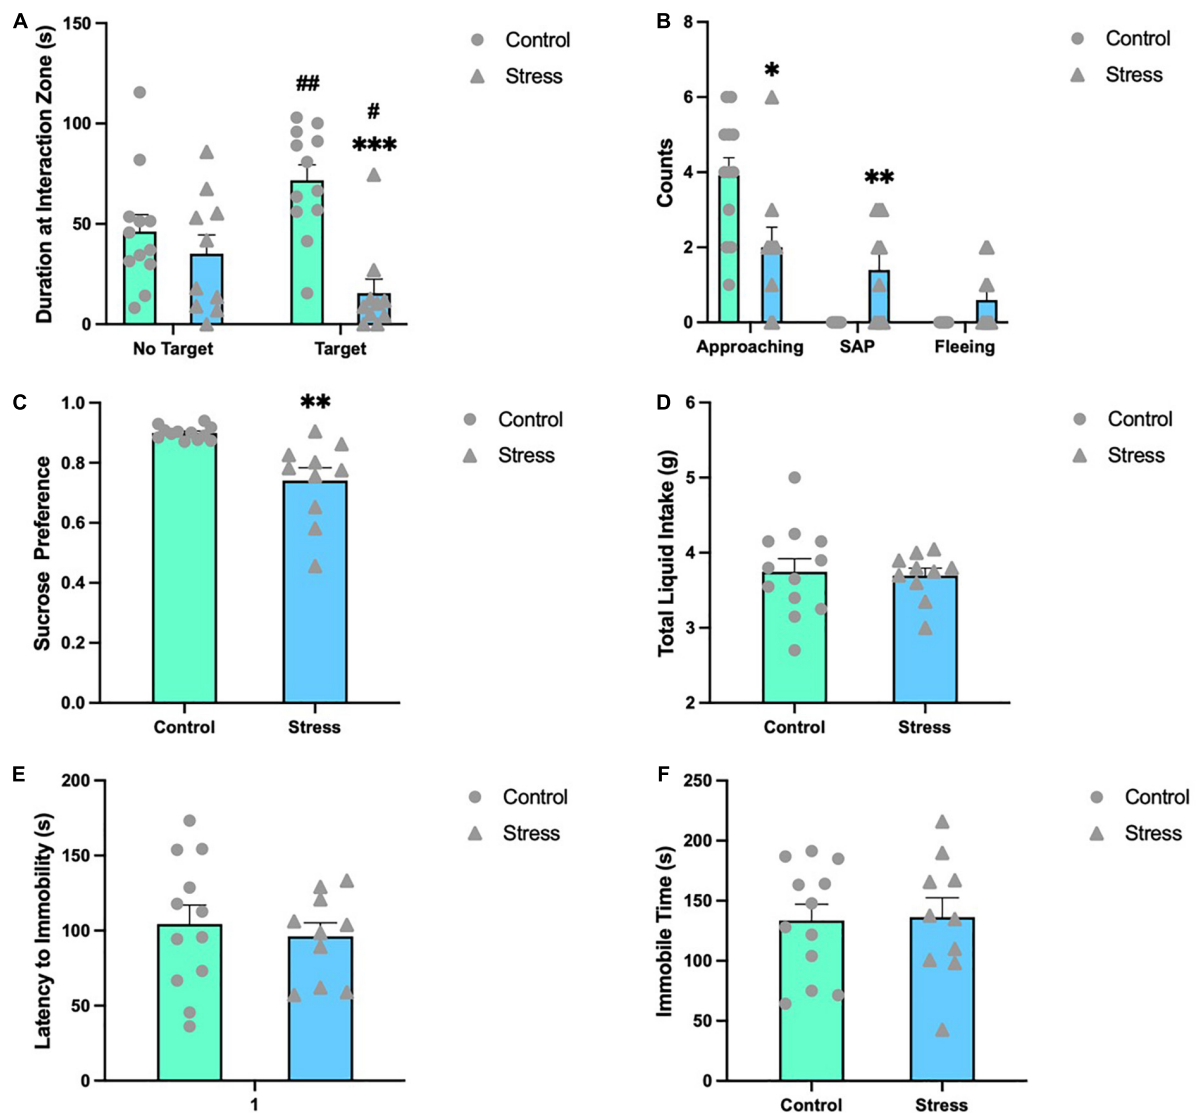 A
Duration at Interaction Zone (s)
150
100
50
0
##
#
***
No Target
Target
Control
Stress
B
Counts
8
6
4
2
0
*
**
Approaching
SAP
Fleeing
Control
Stress
C
Sucrose Preference
1.0
0.8
0.6
0.4
0.2
0.0
**
Control
Stress
Control
Stress
D
Total Liquid Intake (g)
6
5
4
3
2
Control
Stress
Control
Stress
E
Latency to Immobility (s)
200
150
100
50
0
1
Control
Stress
F
Immobile Time (s)
250
200
150
100
50
0
Control
Stress
Control
Stress